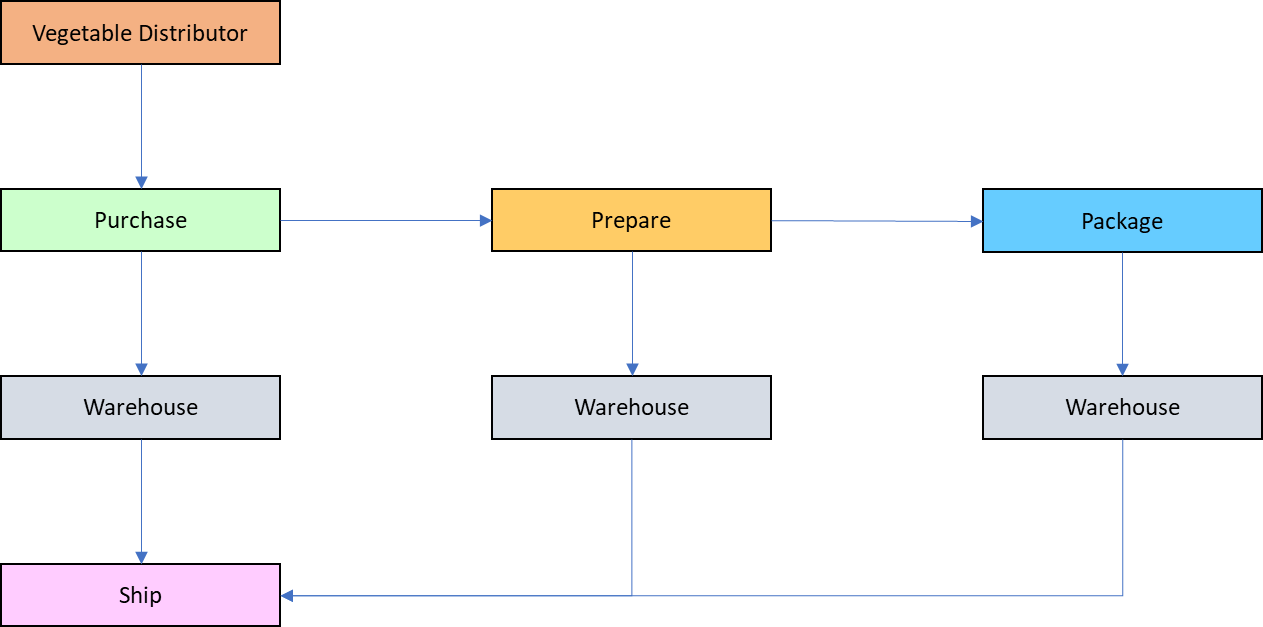 Vegetable Distributor
Purchase
Prepare
Package
Warehouse
Warehouse
Warehouse
Ship